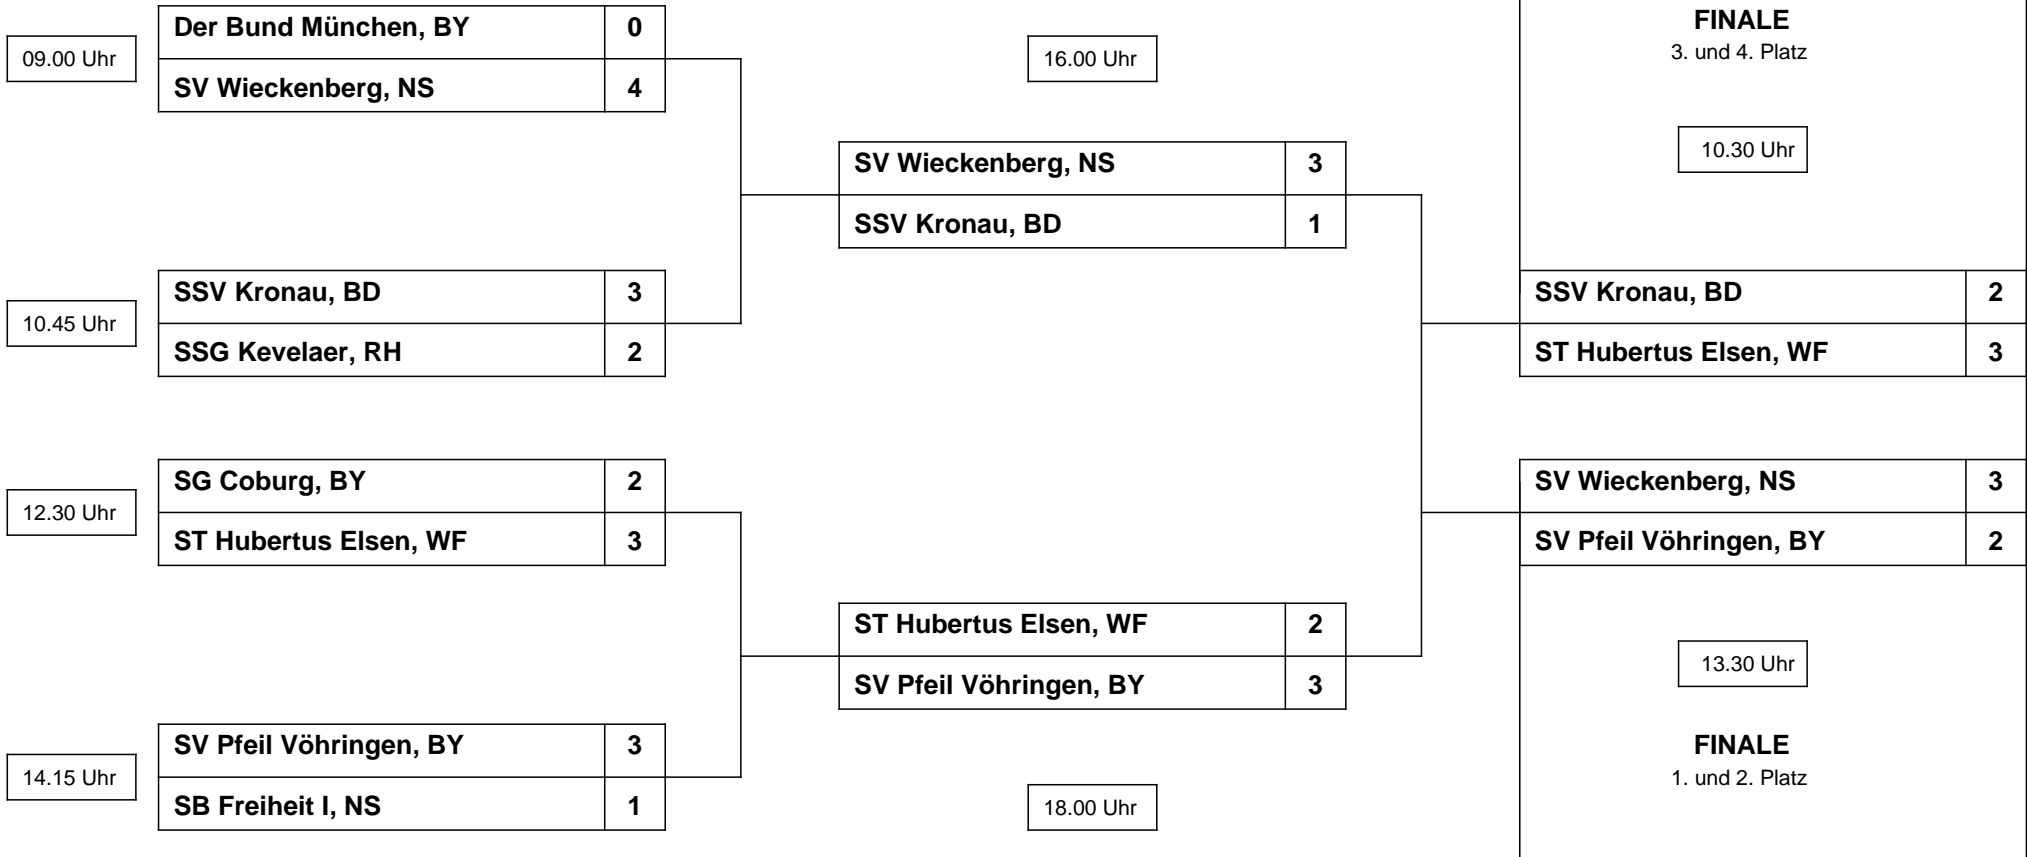 09.00 Uhr
Der Bund München, BY 0
SV Wieckenberg, NS 4
10.45 Uhr
SSV Kronau, BD 3
SSG Kevelaer, RH 2
12.30 Uhr
SG Coburg, BY 2
ST Hubertus Elsen, WF 3
14.15 Uhr
SV Pfeil Vöhringen, BY 3
SB Freiheit I, NS 1
16.00 Uhr
SV Wieckenberg, NS 3
SSV Kronau, BD 1
ST Hubertus Elsen, WF 2
SV Pfeil Vöhringen, BY 3
18.00 Uhr
FINALE
3. und 4. Platz
10.30 Uhr
SSV Kronau, BD 2
ST Hubertus Elsen, WF 3
SV Wieckenberg, NS 3
SV Pfeil Vöhringen, BY 2
13.30 Uhr
FINALE
1. und 2. Platz